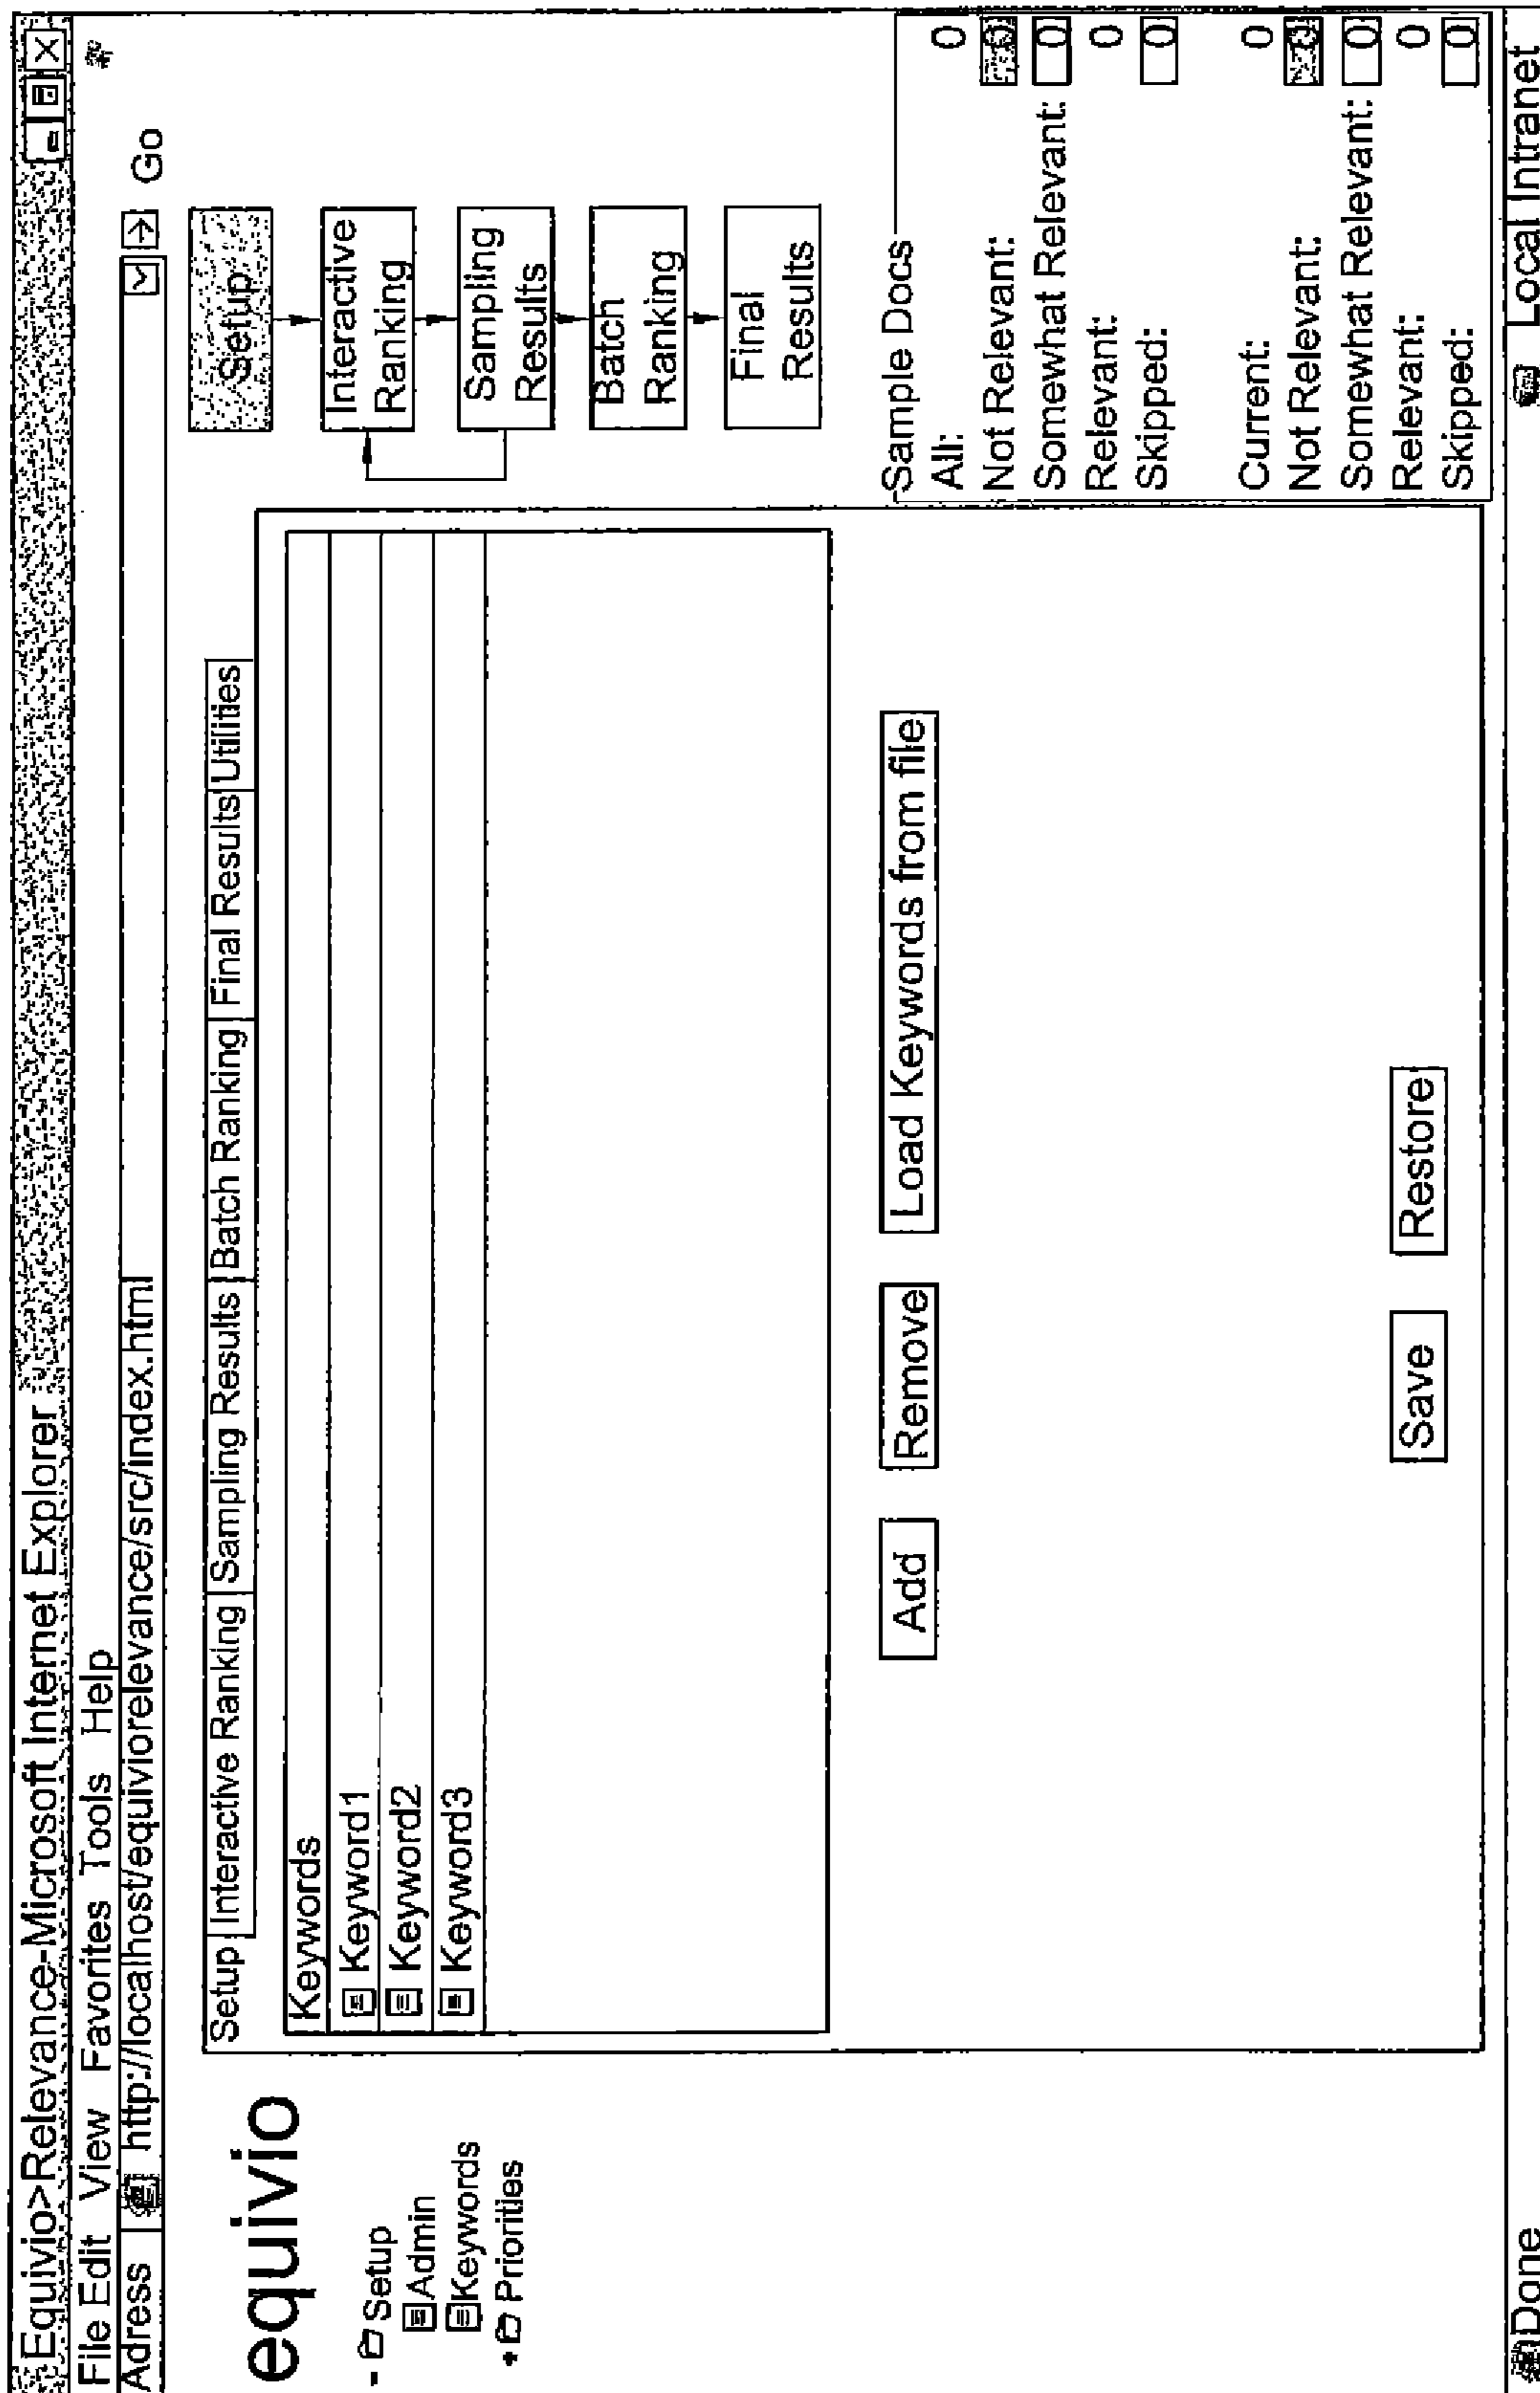 Equivio>Relevance-Microsoft Internet Explorer
File Edit View Favorites Tools Help
Adress http://localhost/equiviorelevance/src/index.html Go
equivio
- Setup
Admin
Keywords
+ Priorities
Setup Interactive Ranking Sampling Results Batch Ranking Final Results Utilities
Keywords
Keyword1
Keyword2
Keyword3
Add Remove Load Keywords from file
Save Restore
Setup
Interactive
Ranking
Sampling
Results
Batch
Ranking
Final
Results
Sample Docs
All: 0
Not Relevant: 0
Somewhat Relevant: 0
Relevant: 0
Skipped: 0
Current: 0
Not Relevant: 0
Somewhat Relevant: 0
Relevant: 0
Skipped: 0
Done Local Intranet